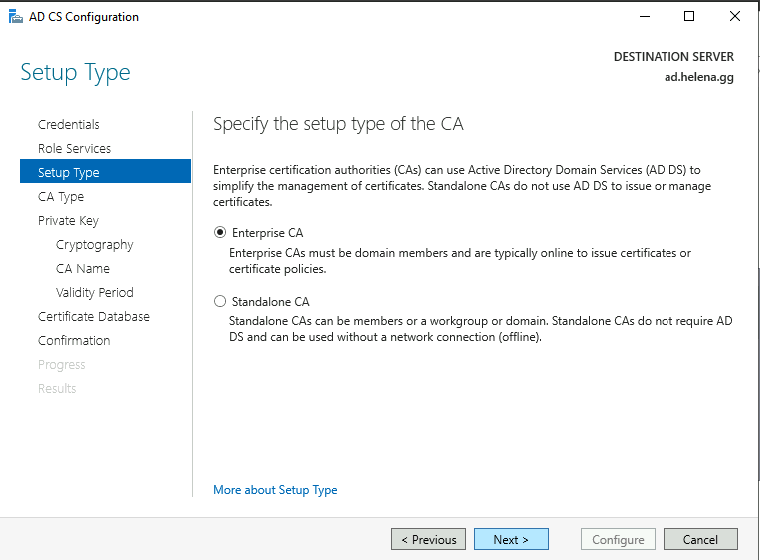 AD CS Configuration
DESTINATION SERVER
ad.helena.gg
Setup Type
Credentials
Role Services
Setup Type
CA Type
Private Key
Cryptography
CA Name
Validity Period
Certificate Database
Confirmation
Progress
Results
Specify the setup type of the CA
Enterprise certification authorities (CAs) can use Active Directory Domain Services (AD DS) to
simplify the management of certificates. Standalone CAs do not use AD DS to issue or manage
certificates.
Enterprise CA
Enterprise CAs must be domain members and are typically online to issue certificates or
certificate policies.
Standalone CA
Standalone CAs can be members or a workgroup or domain. Standalone CAs do not require AD
DS and can be used without a network connection (offline).
More about Setup Type
< Previous
Next >
Configure
Cancel